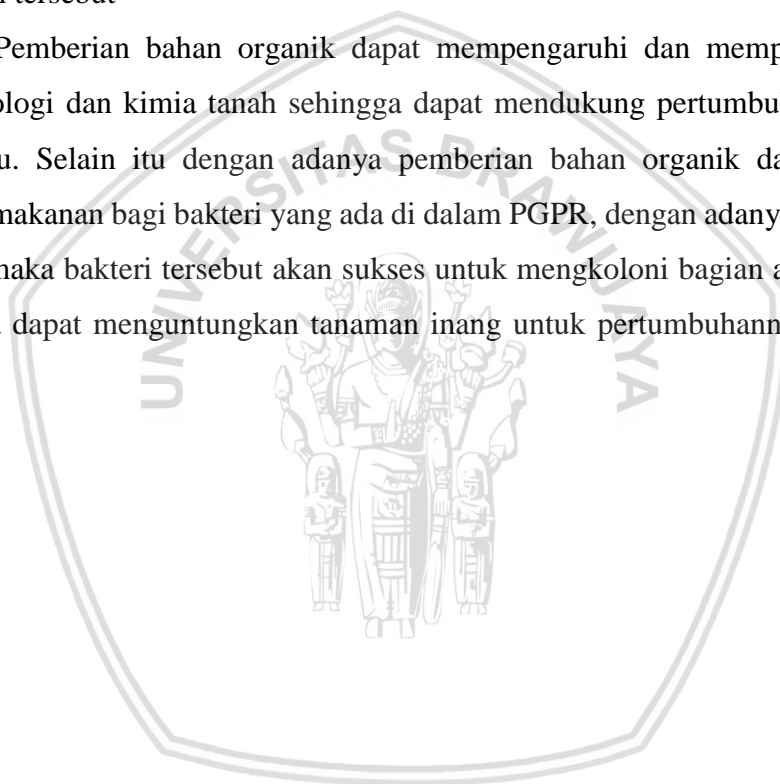 tersebut
Pemberian bahan organik dapat mempengaruhi dan memp
ologi dan kimia tanah sehingga dapat mendukung pertumbu
u. Selain itu dengan adanya pemberian bahan organik da
makanan bagi bakteri yang ada di dalam PGPR, dengan adany
maka bakteri tersebut akan sukses untuk mengkoloni bagian a
dapat menguntungkan tanaman inang untuk pertumbuhann
UNIVERSITAS BRAWIJAYA